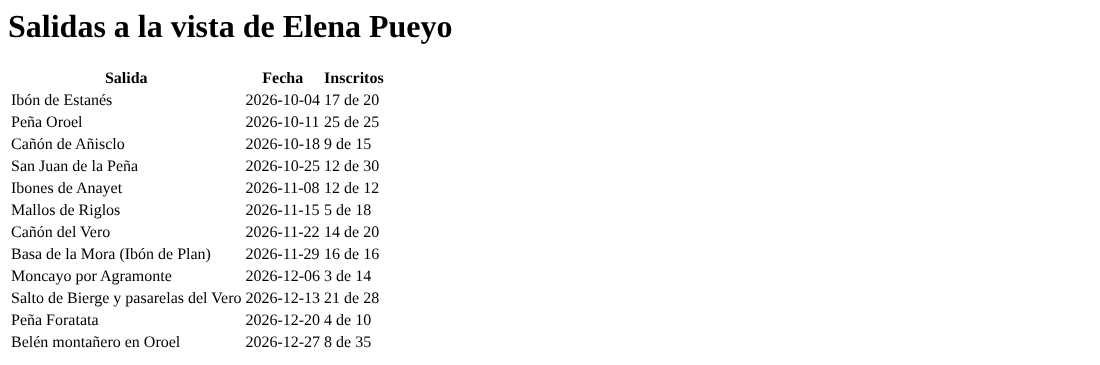 Salidas a la vista de Elena Pueyo
Salida Fecha Inscritos
Ibón de Estanés 2026-10-04 17 de 20
Peña Oroel 2026-10-11 25 de 25
Cañón de Añisclo 2026-10-18 9 de 15
San Juan de la Peña 2026-10-25 12 de 30
Ibones de Anayet 2026-11-08 12 de 12
Mallos de Riglos 2026-11-15 5 de 18
Cañón del Vero 2026-11-22 14 de 20
Basa de la Mora (Ibón de Plan) 2026-11-29 16 de 16
Moncayo por Agramonte 2026-12-06 3 de 14
Salto de Bierge y pasarelas del Vero 2026-12-13 21 de 28
Peña Foratata 2026-12-20 4 de 10
Belén montañero en Oroel 2026-12-27 8 de 35